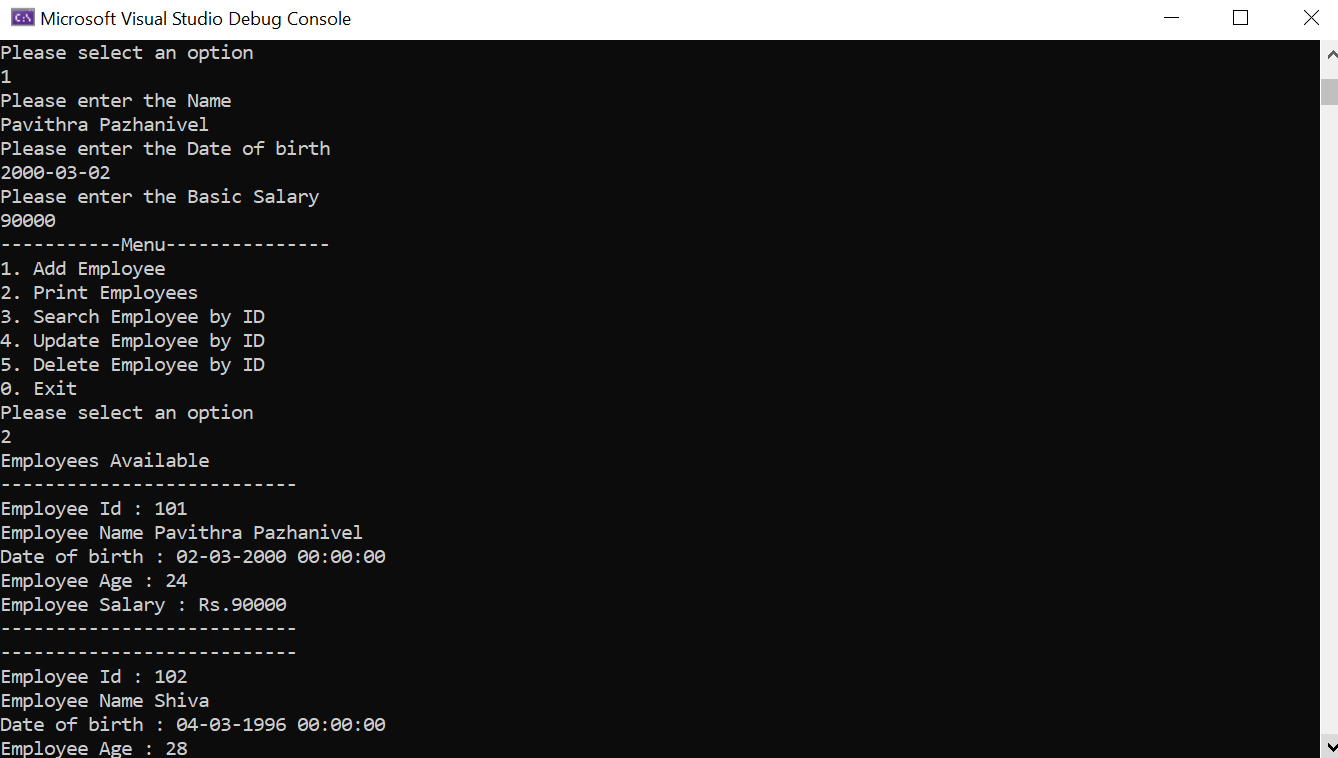 Microsoft Visual Studio Debug Console
Please select an option
1
Please enter the Name
Pavithra Pazhanivel
Please enter the Date of birth
2000-03-02
Please enter the Basic Salary
90000
-----------Menu---------------
1. Add Employee
2. Print Employees
3. Search Employee by ID
4. Update Employee by ID
5. Delete Employee by ID
0. Exit
Please select an option
2
Employees Available
---------------------------
Employee Id : 101
Employee Name Pavithra Pazhanivel
Date of birth : 02-03-2000 00:00:00
Employee Age : 24
Employee Salary : Rs.90000
---------------------------
---------------------------
Employee Id : 102
Employee Name Shiva
Date of birth : 04-03-1996 00:00:00
Employee Age : 28